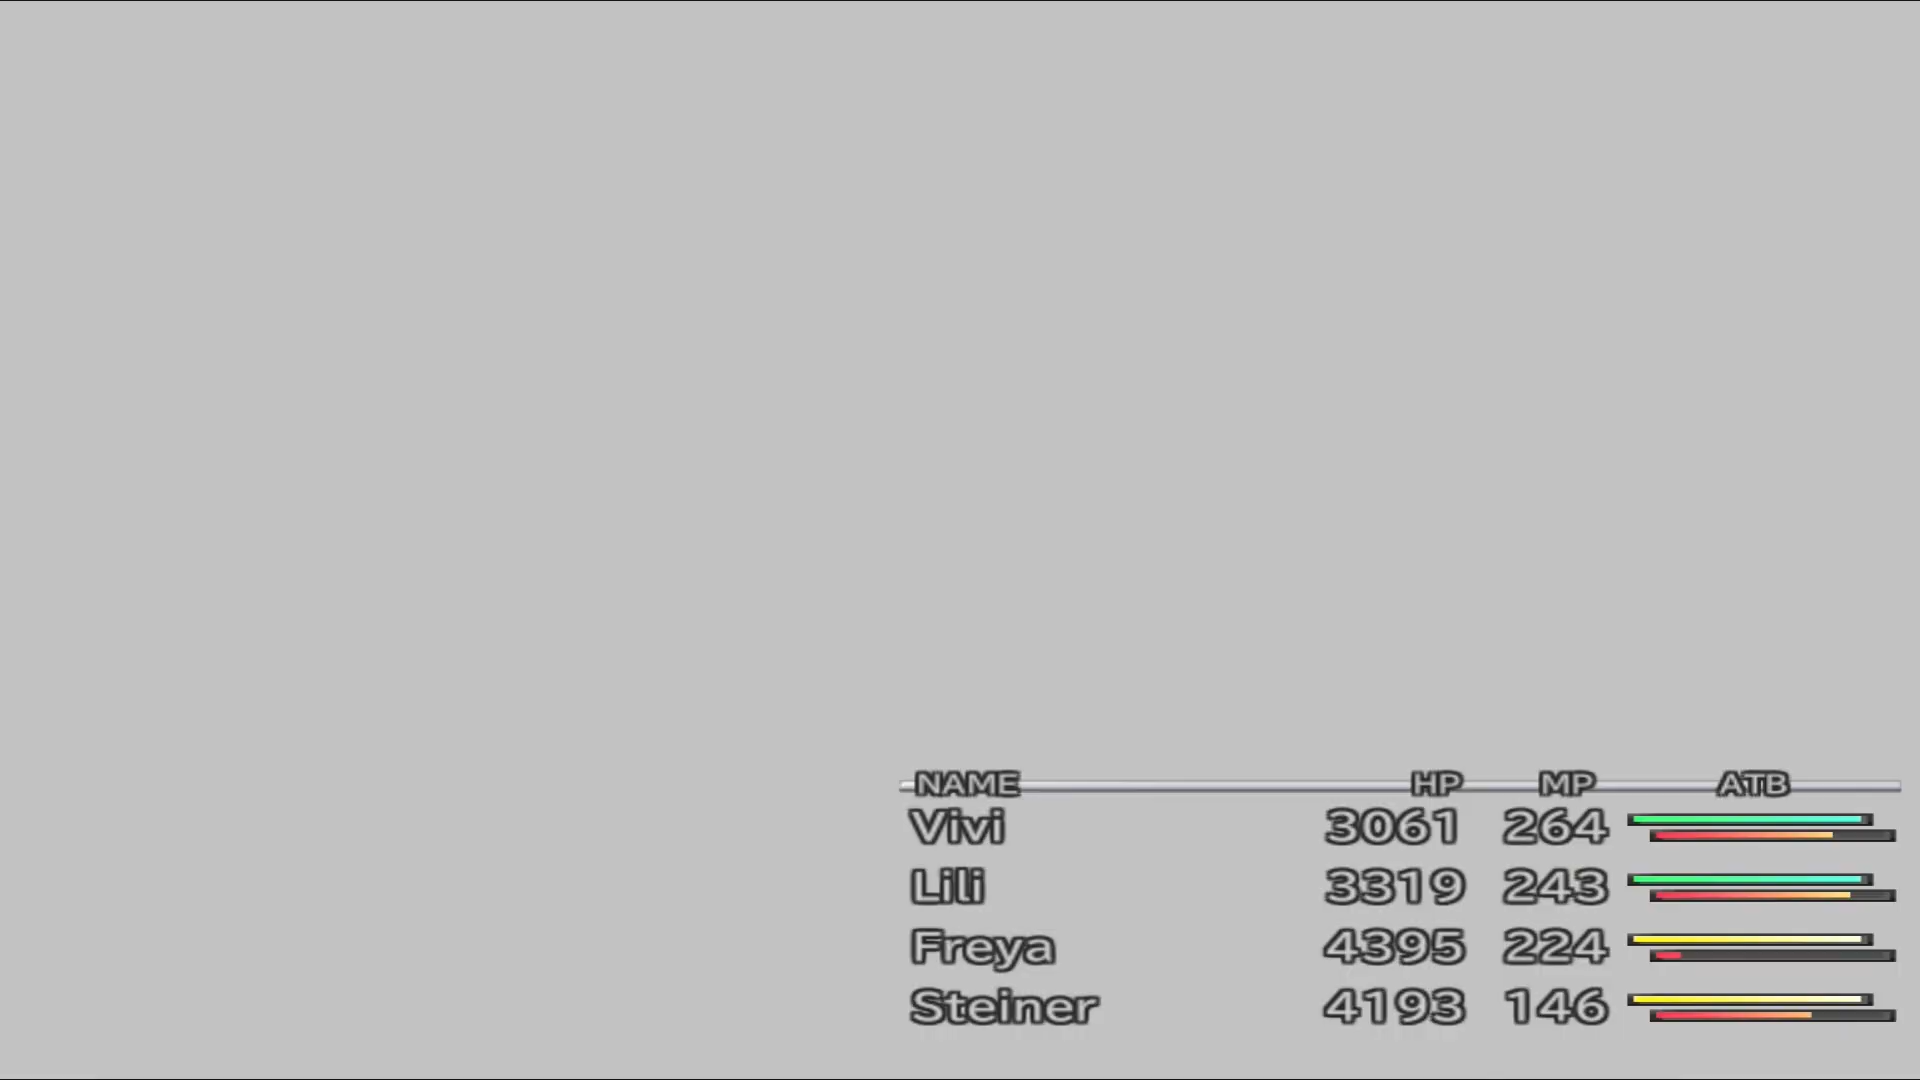 NAME HP MP ATB
Vivi 3061 264
Lili 3319 243
Freya 4395 224
Steiner 4193 146